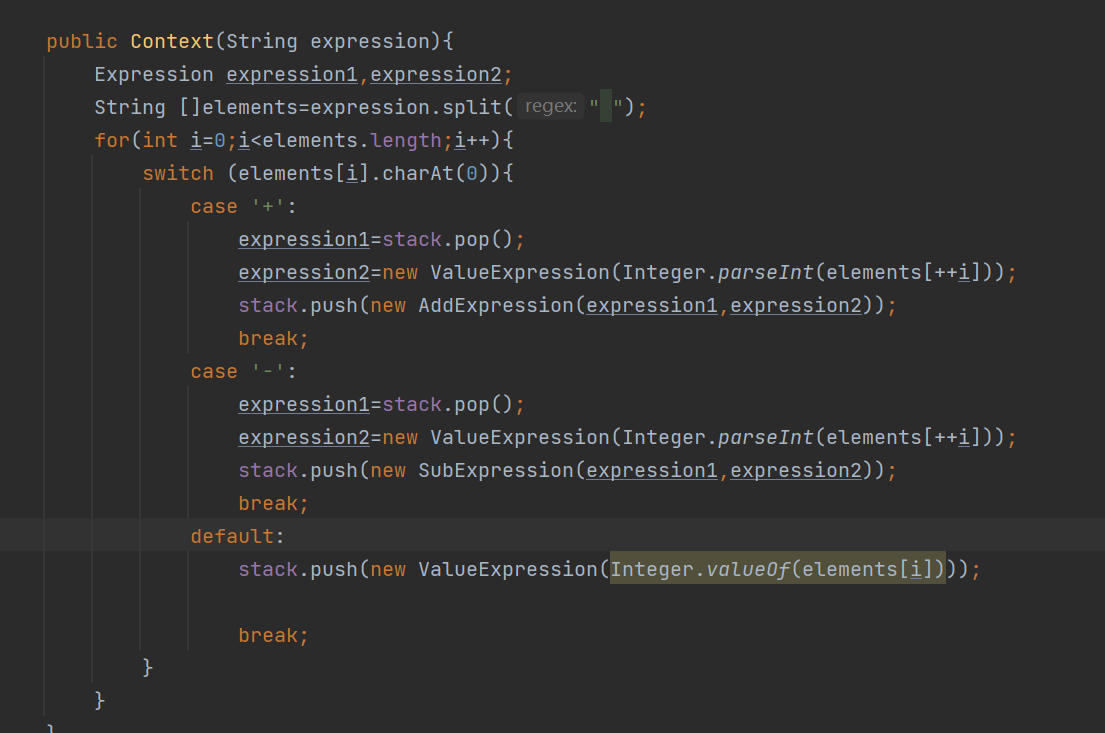 public Context(String expression){
Expression expression1,expression2;
String []elements=expression.split( regex: " ");
for(int i=0;i<elements.length;i++){
switch (elements[i].charAt(0)){
case '+':
expression1=stack.pop();
expression2=new ValueExpression(Integer.parseInt(elements[++i]));
stack.push(new AddExpression(expression1,expression2));
break;
case '-':
expression1=stack.pop();
expression2=new ValueExpression(Integer.parseInt(elements[++i]));
stack.push(new SubExpression(expression1,expression2));
break;
default:
stack.push(new ValueExpression(Integer.valueOf(elements[i])));
break;
}
}
}